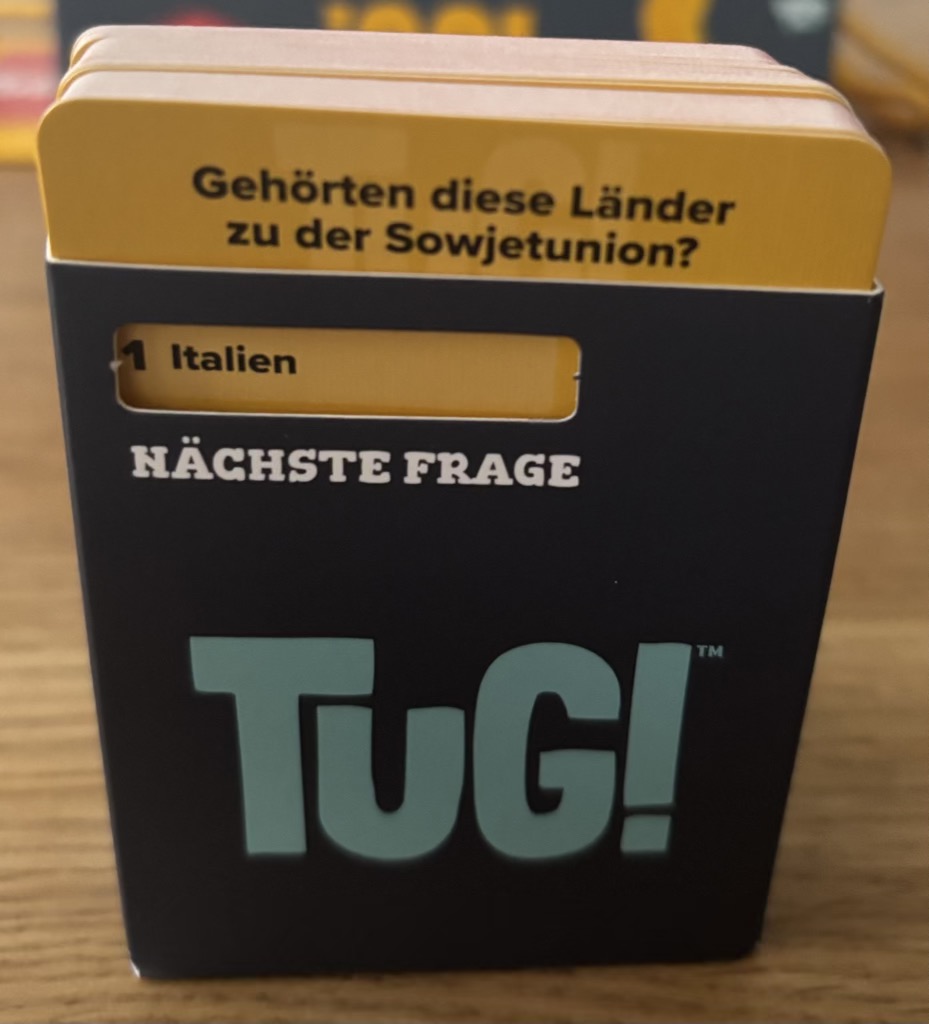 Gehörten diese Länder
zu der Sowjetunion?
1 Italien
NÄCHSTE FRAGE
TUG!™